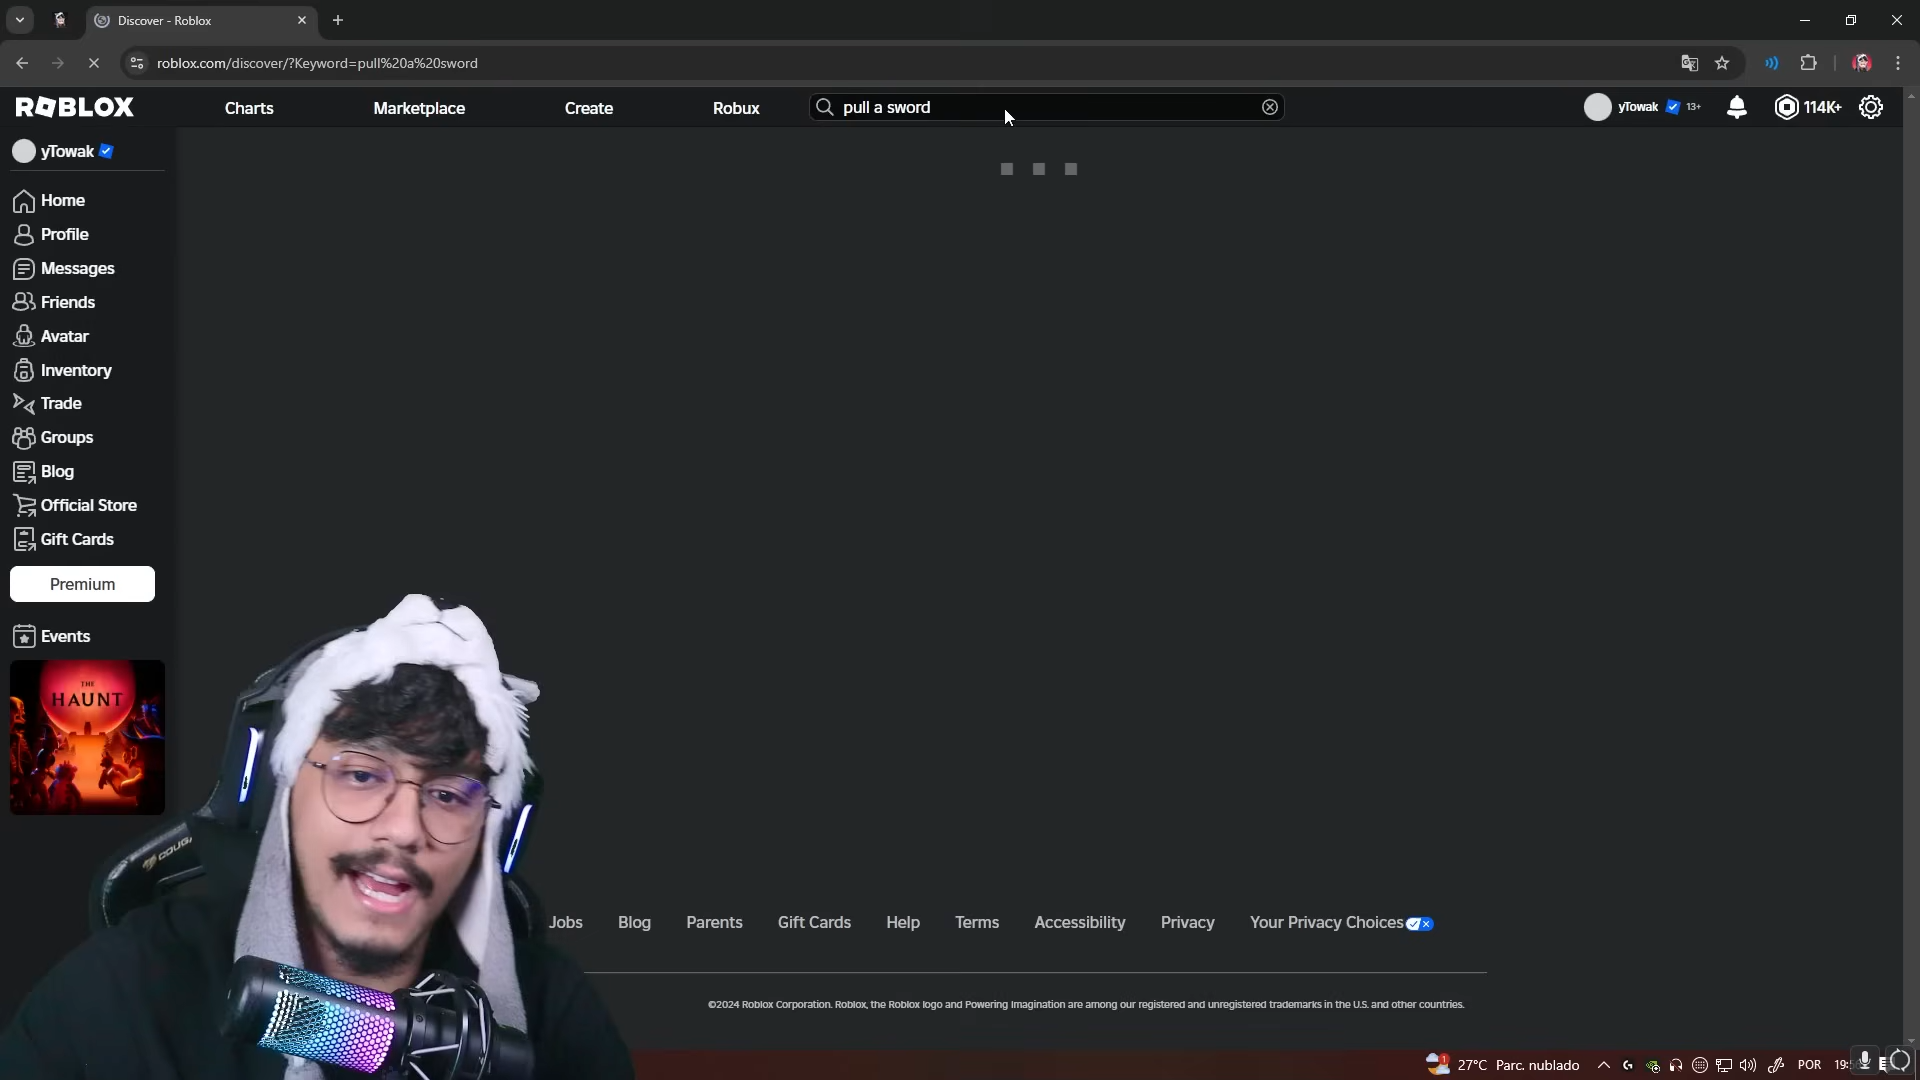 Discover - Roblox
roblox.com/discover/?Keyword=pull%20a%20sword
ROBLOX
Charts
Marketplace
Create
Robux
pull a sword
yTowak
13+
114K+
yTowak
Home
Profile
Messages
Friends
Avatar
Inventory
Trade
Groups
Blog
Official Store
Gift Cards
Premium
Events
THE
HAUNT
COUGAR
Jobs
Blog
Parents
Gift Cards
Help
Terms
Accessibility
Privacy
Your Privacy Choices
©2024 Roblox Corporation. Roblox, the Roblox logo and Powering Imagination are among our registered and unregistered trademarks in the U.S. and other countries.
1
27°C Parc. nublado
POR